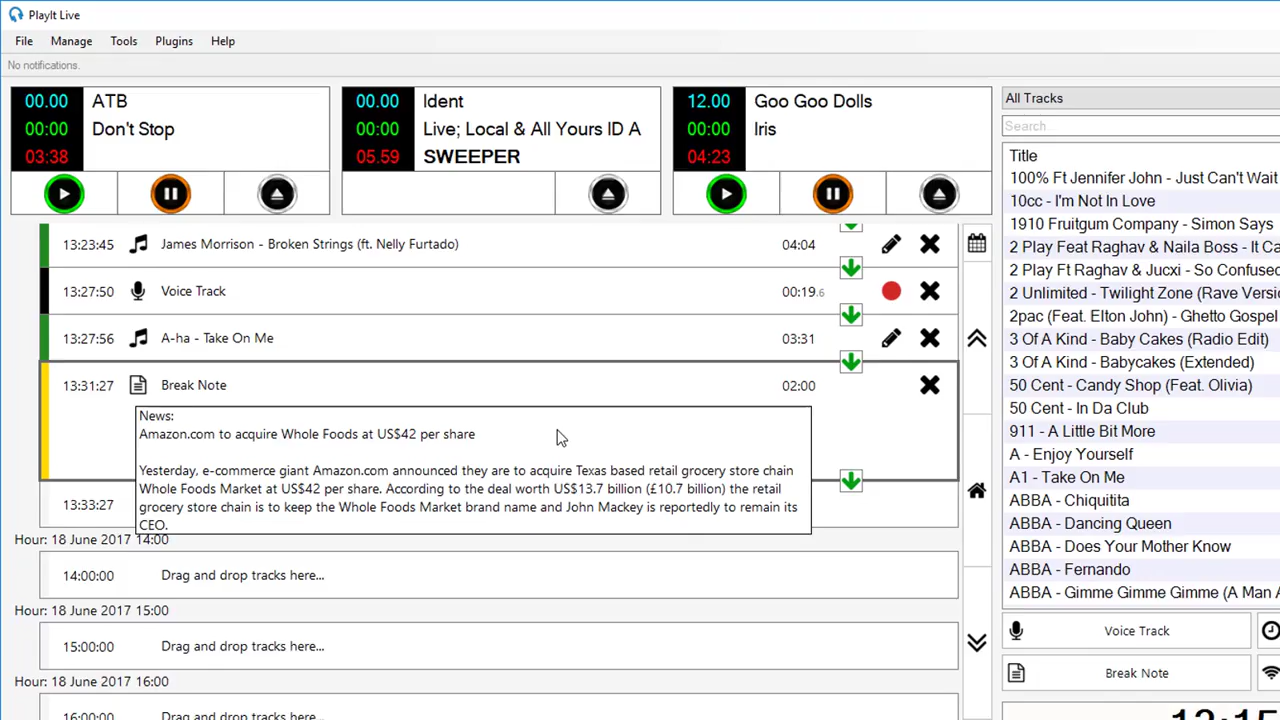 PlayIt Live
File Manage Tools Plugins Help
No notifications.
00.00 ATB
00:00 Don't Stop
03:38
00.00 Ident
00:00 Live; Local & All Yours ID A
05.59 SWEEPER
12.00 Goo Goo Dolls
00:00 Iris
04:23
13:23:45 James Morrison - Broken Strings (ft. Nelly Furtado) 04:04
13:27:50 Voice Track 00:19.6
13:27:56 A-ha - Take On Me 03:31
13:31:27 Break Note 02:00
News:
Amazon.com to acquire Whole Foods at US$42 per share
Yesterday, e-commerce giant Amazon.com announced they are to acquire Texas based retail grocery store chain
Whole Foods Market at US$42 per share. According to the deal worth US$13.7 billion (£10.7 billion) the retail
grocery store chain is to keep the Whole Foods Market brand name and John Mackey is reportedly to remain its
CEO.
13:33:27
Hour: 18 June 2017 14:00
14:00:00 Drag and drop tracks here...
Hour: 18 June 2017 15:00
15:00:00 Drag and drop tracks here...
Hour: 18 June 2017 16:00
16:00:00 Drag and drop tracks here...
All Tracks
Search
Title
100% Ft Jennifer John - Just Can't Wait
10cc - I'm Not In Love
1910 Fruitgum Company - Simon Says
2 Play Feat Raghav & Naila Boss - It Ca
2 Play Ft Raghav & Jucxi - So Confused
2 Unlimited - Twilight Zone (Rave Versi
2pac (Feat. Elton John) - Ghetto Gospel
3 Of A Kind - Baby Cakes (Radio Edit)
3 Of A Kind - Babycakes (Extended)
50 Cent - Candy Shop (Feat. Olivia)
50 Cent - In Da Club
911 - A Little Bit More
A - Enjoy Yourself
A1 - Take On Me
ABBA - Chiquitita
ABBA - Dancing Queen
ABBA - Does Your Mother Know
ABBA - Fernando
ABBA - Gimme Gimme Gimme (A Man A
Voice Track
Break Note